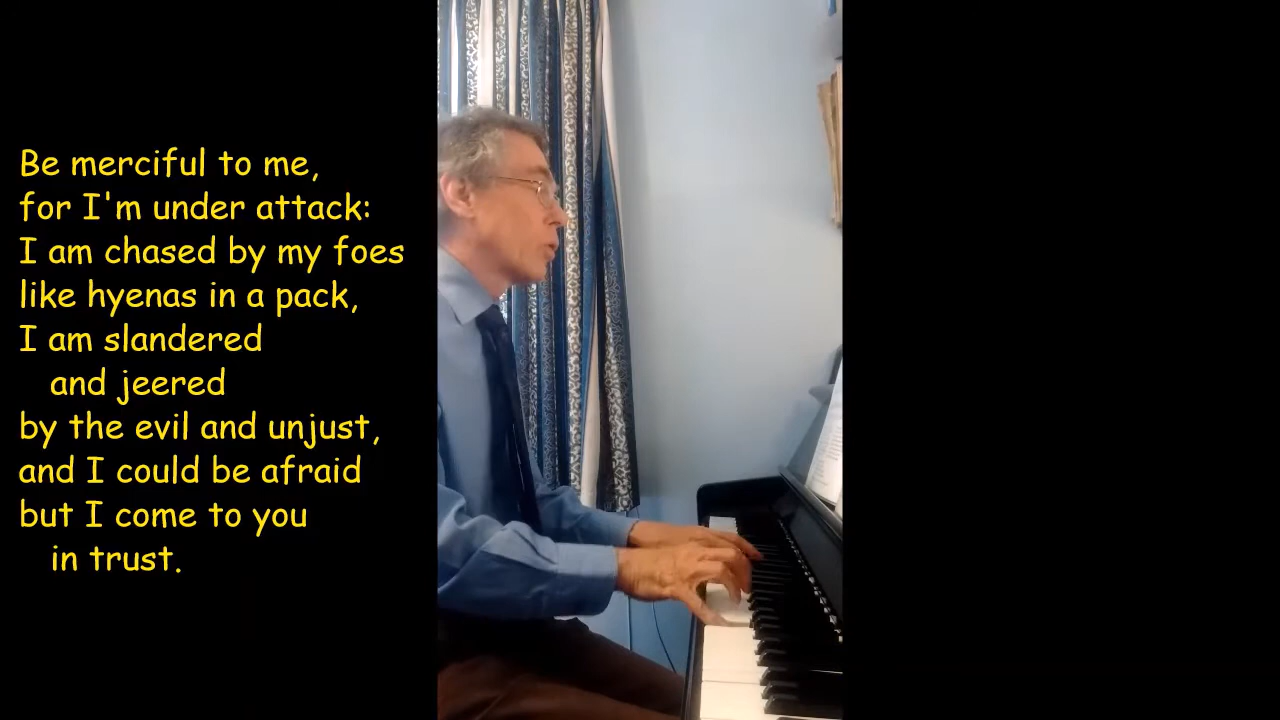 Be merciful to me,
for I'm under attack:
I am chased by my foes
like hyenas in a pack,
I am slandered
and jeered
by the evil and unjust,
and I could be afraid
but I come to you
in trust.